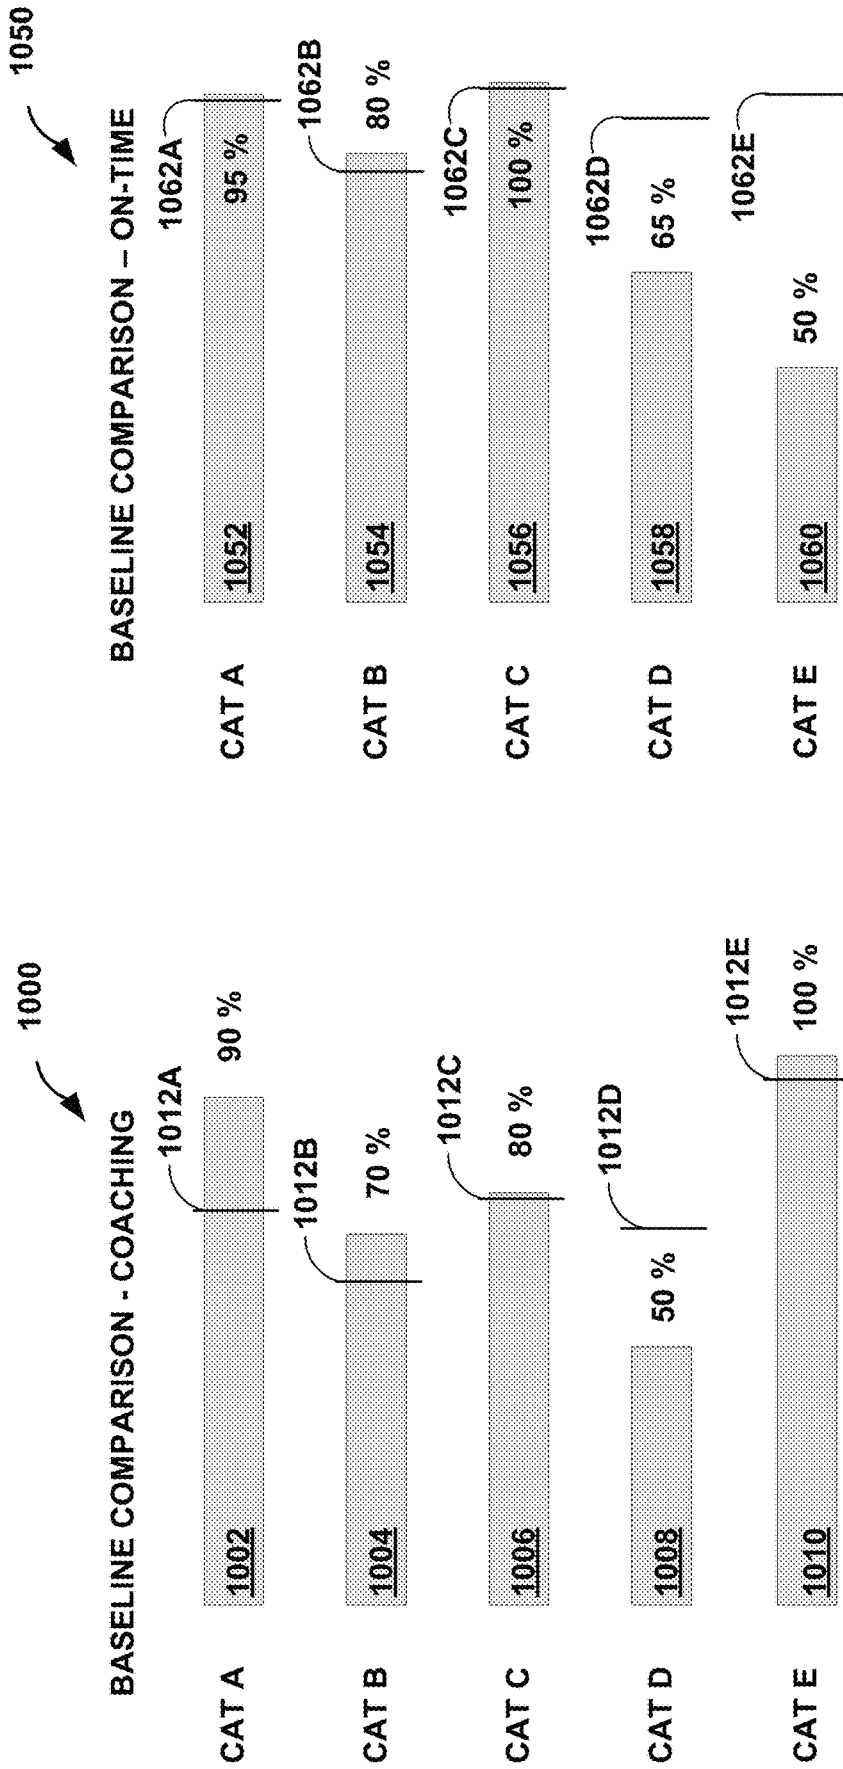 1000
BASELINE COMPARISON - COACHING
CAT A
1002
1012A
90 %
CAT B
1004
1012B
70 %
CAT C
1006
1012C
80 %
CAT D
1008
50 %
1012D
CAT E
1010
1012E
100 %
1050
BASELINE COMPARISON – ON-TIME
CAT A
1052
95 %
1062A
CAT B
1054
1062B
80 %
CAT C
1056
100 %
1062C
CAT D
1058
65 %
1062D
CAT E
1060
50 %
1062E